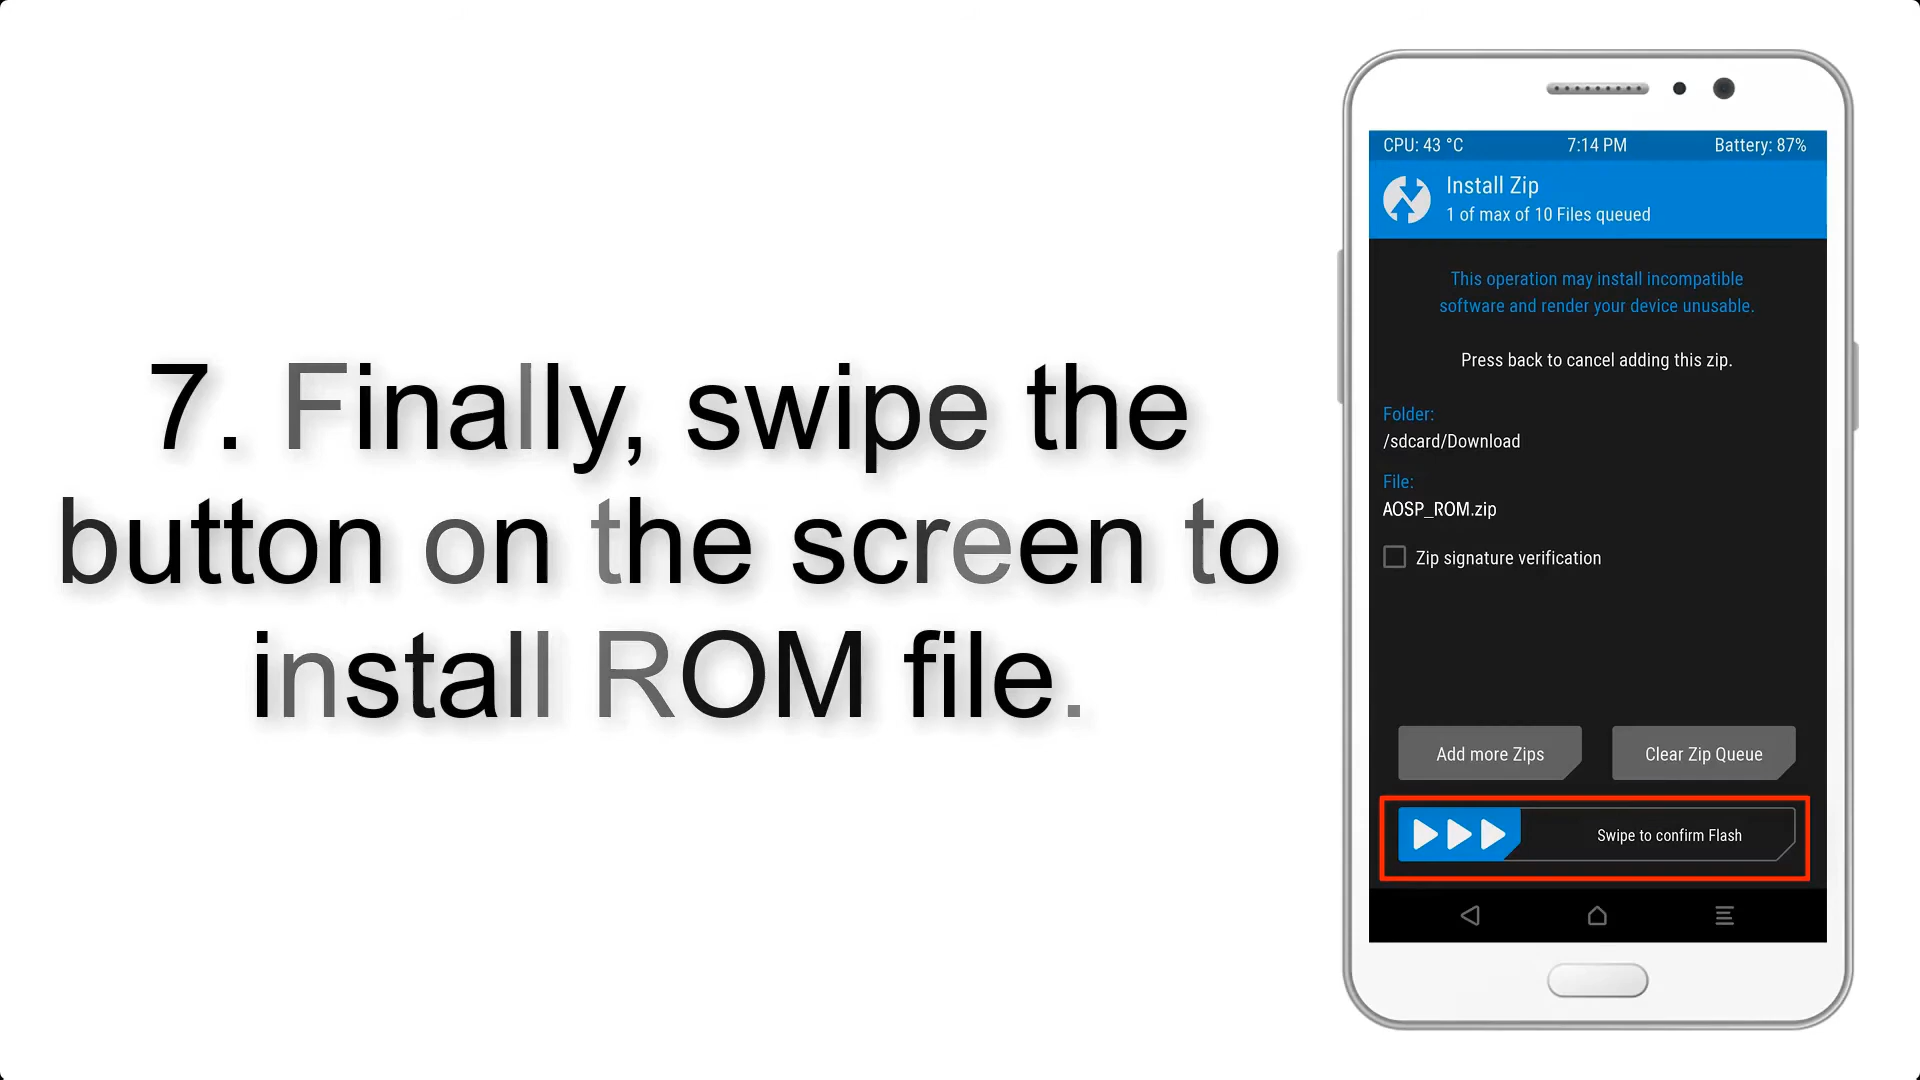 7. Finally, swipe the
button on the screen to
install ROM file.
CPU: 43 °C 7:14 PM Battery: 87%
Install Zip
1 of max of 10 Files queued
This operation may install incompatible
software and render your device unusable.
Press back to cancel adding this zip.
Folder:
/sdcard/Download
File:
AOSP_ROM.zip
Zip signature verification
Add more Zips Clear Zip Queue
Swipe to confirm Flash